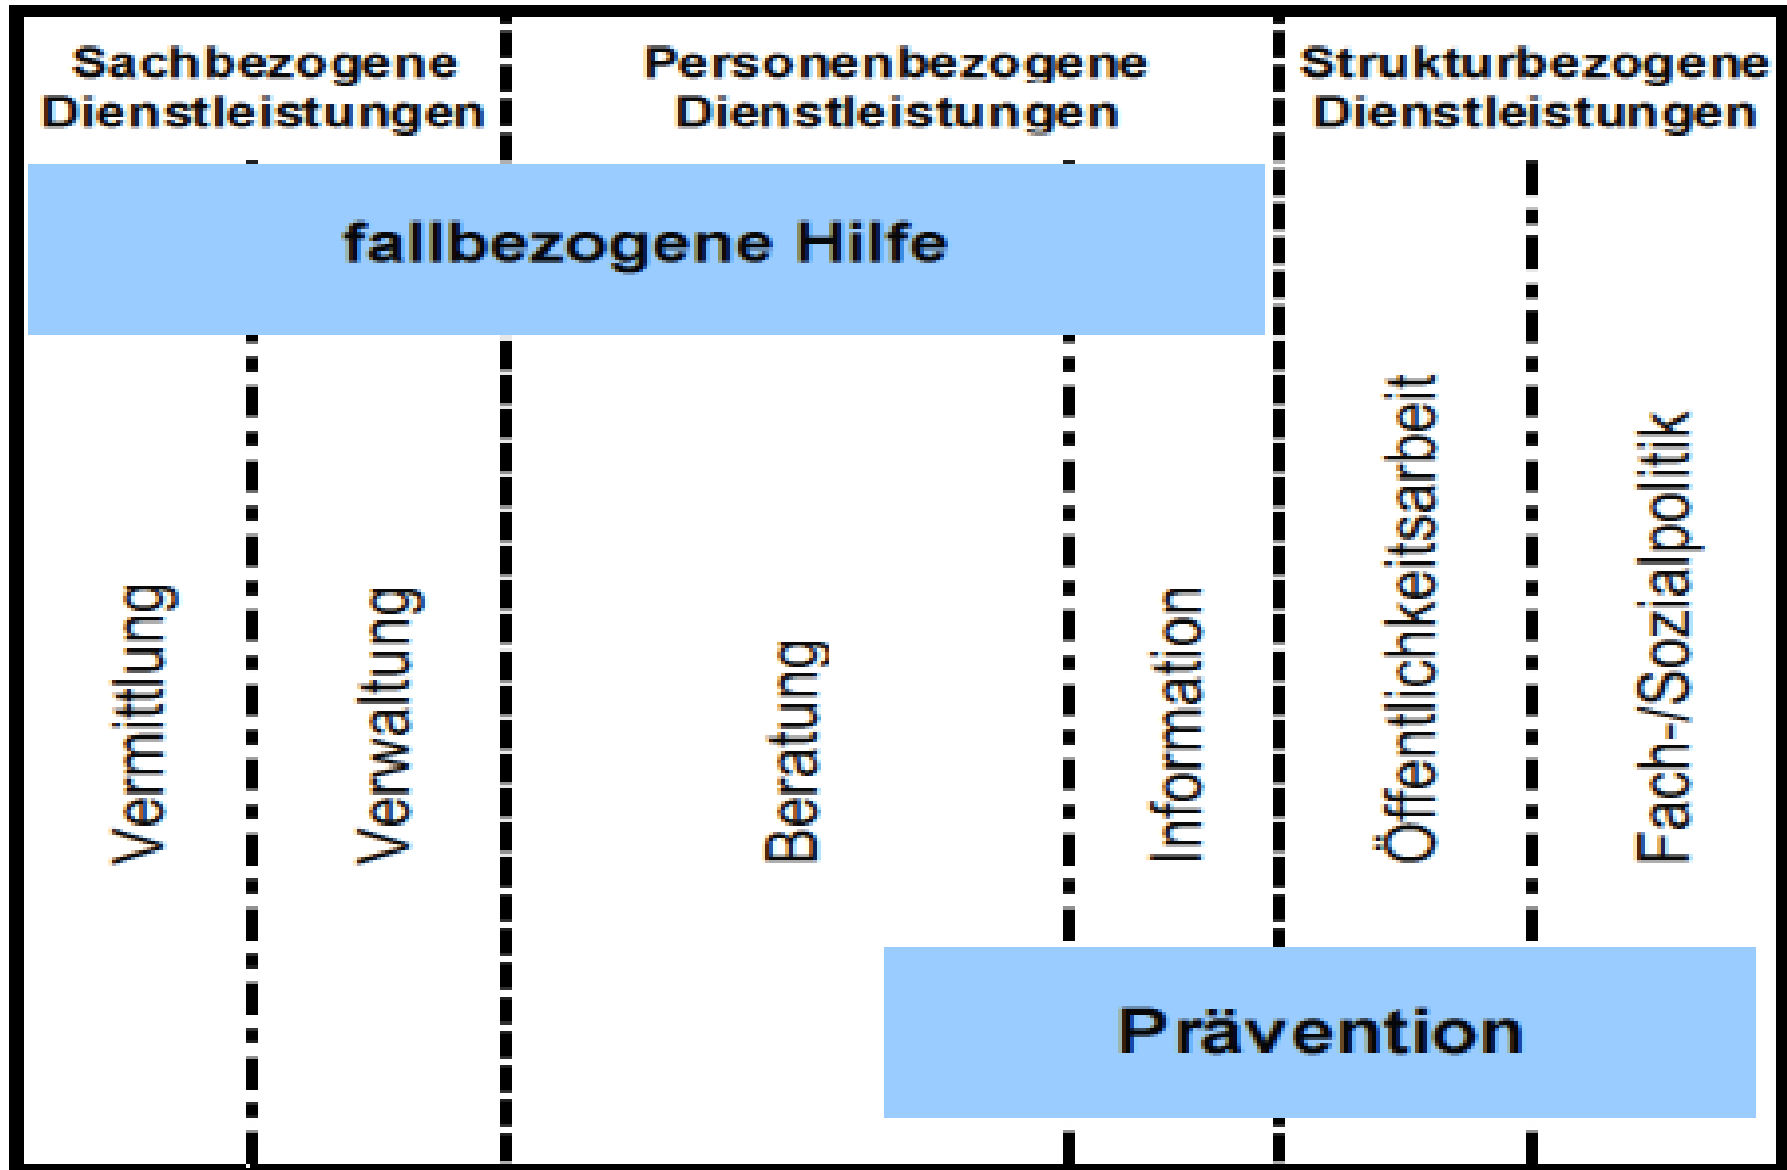 Sachbezogene
Dienstleistungen
Personenbezogene
Dienstleistungen
Strukturbezogene
Dienstleistungen
fallbezogene Hilfe
Vermittlung
Verwaltung
Beratung
Information
Öffentlichkeitsarbeit
Fach-/Sozialpolitik
Prävention